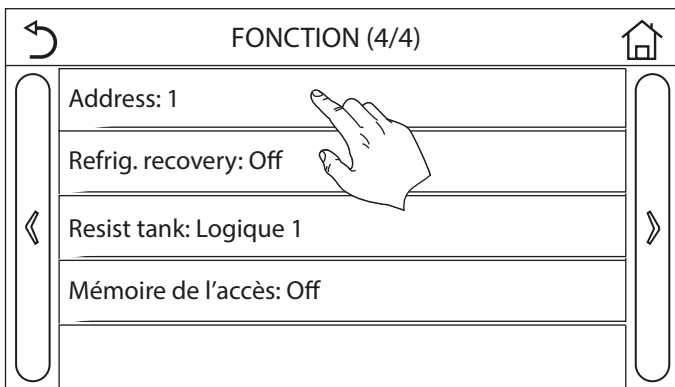 FONCTION (4/4)
Address: 1
Refrig. recovery: Off
Resist tank: Logique 1
Mémoire de l’accès: Off